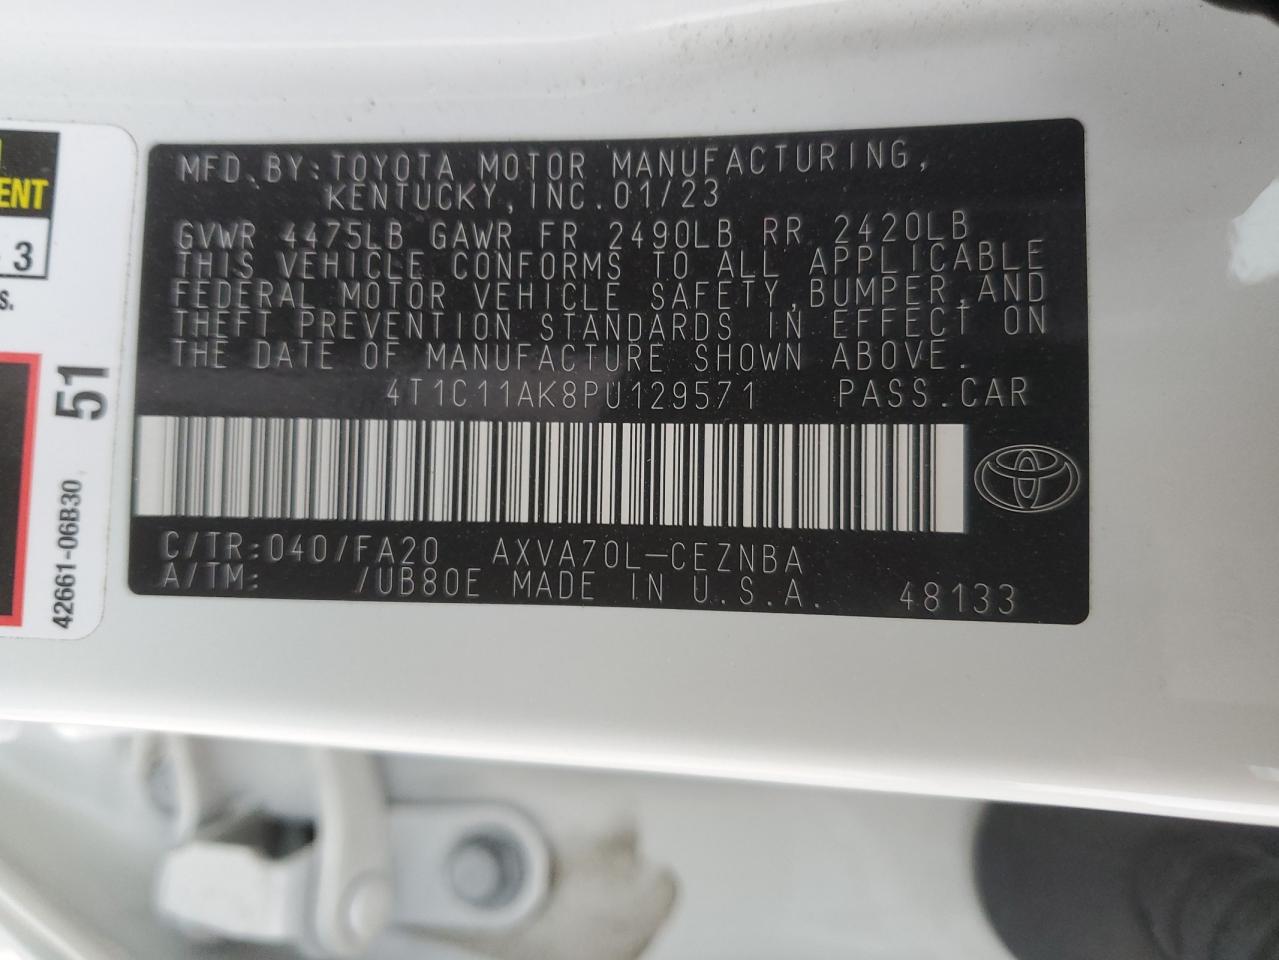 MFD.BY:TOYOTA MOTOR MANUFACTURING,
KENTUCKY,INC.01/23
GVWR 4475LB GAWR FR 2490LB RR 2420LB
THIS VEHICLE CONFORMS TO ALL APPLICABLE
FEDERAL MOTOR VEHICLE SAFETY,BUMPER,AND
THEFT PREVENTION STANDARDS IN EFFECT ON
THE DATE OF MANUFACTURE SHOWN ABOVE.
4T1C11AK8PU129571 PASS.CAR
C/TR:040/FA20 AXVA70L-CEZNBA
A/TM: /UB80E MADE IN U.S.A. 48133
ENT
3
s.
51
42661-06B30